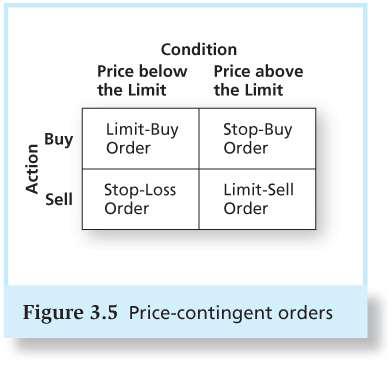 Condition
Price below Price above
the Limit the Limit
Action
Buy
Limit-Buy Stop-Buy
Order Order
Sell
Stop-Loss Limit-Sell
Order Order
Figure 3.5 Price-contingent orders